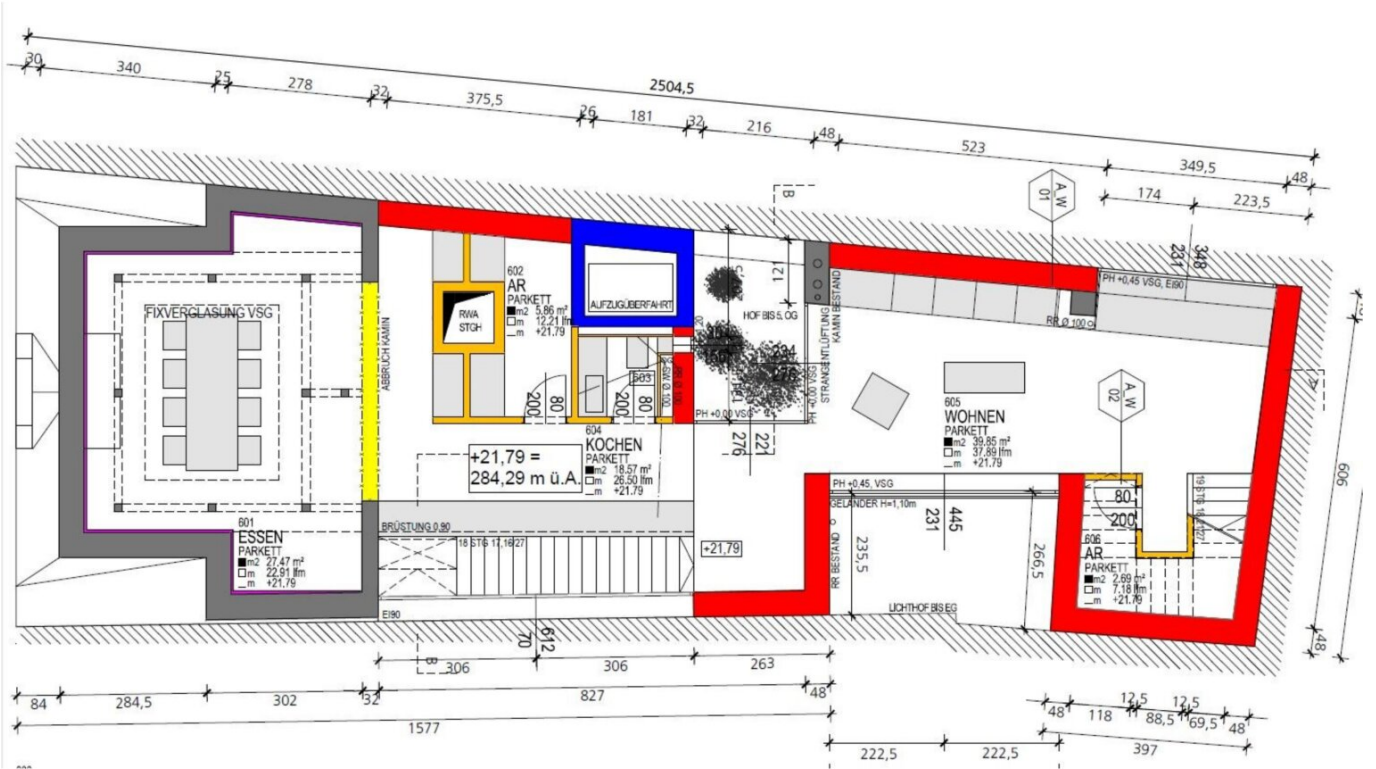 2504,5
30
340
25
278
32
375,5
26
181
32
216
48
523
349,5
48
174
223,5
A_W
01
B
348
231
PH +0,45 VSG, EI90
121
602
AR
PARKETT
m2 5.86 m²
m 12.21 lfm
m +21.79
RWA
STGH
AUFZUGÜBERFAHRT
HOF BIS 5. OG
STRANGENTLÜFTUNG
KAMIN BESTAND
RR Ø 100
FIXVERGLASUNG VSG
ABBRUCH KAMIN
200
80
603
200
80
SW Ø 100
RR Ø 100
PH +0,00 VSG
276
221
PH +0,00 VSG
605
WOHNEN
PARKETT
m2 39.85 m²
m 37.89 lfm
m +21.79
A_W
02
A
606
48
604
KOCHEN
PARKETT
m2 18.57 m²
m 26.50 lfm
m +21.79
+21,79 =
284,29 m ü.A.
PH +0,45, VSG
GELÄNDER H=1,10m
445
231
80
200
606
AR
PARKETT
m2 2.69 m²
m 7.18 lfm
m +21.79
601
ESSEN
PARKETT
m2 27.47 m²
m 22.91 lfm
m +21.79
BRÜSTUNG 0,90
18 STG 17,16/27
+21,79
RR BESTAND
235,5
266,5
LICHTHOF BIS EG
EI90
612
70
B
306
306
263
84
284,5
302
32
827
48
1577
222,5
222,5
48
118
12,5
88,5
12,5
69,5
48
397